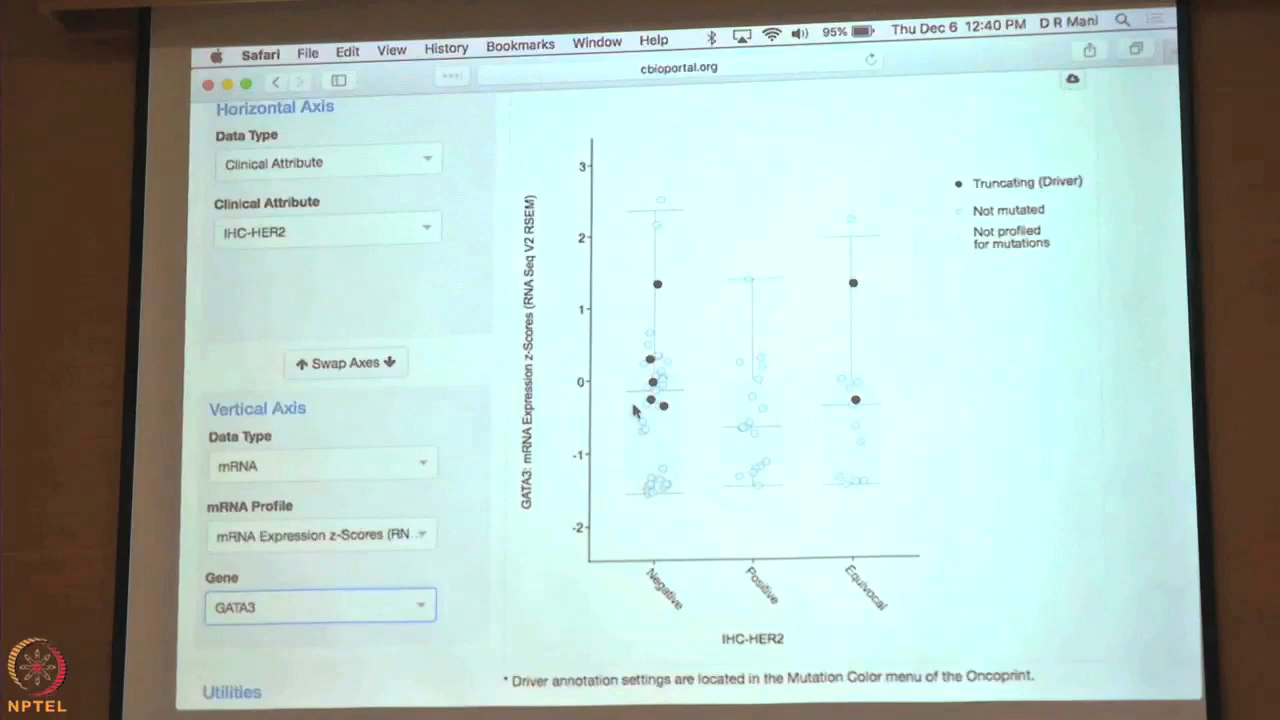 Safari File Edit View History Bookmarks Window Help 95% Thu Dec 6 12:40 PM D R Mani
cbioportal.org
Horizontal Axis
Data Type
Clinical Attribute
Clinical Attribute
IHC-HER2
Swap Axes
Vertical Axis
Data Type
mRNA
mRNA Profile
mRNA Expression z-Scores (RN...
Gene
GATA3
Utilities
GATA3: mRNA Expression z-Scores (RNA Seq V2 RSEM)
3
2
1
0
-1
-2
Negative
Positive
Equivocal
IHC-HER2
Truncating (Driver)
Not mutated
Not profiled
for mutations
* Driver annotation settings are located in the Mutation Color menu of the Oncoprint.
NPTEL